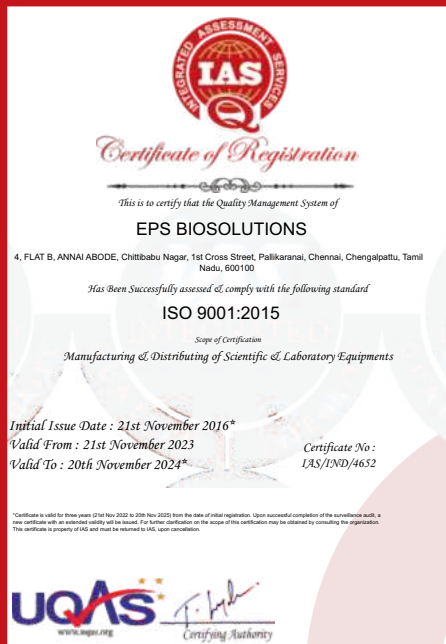 INTEGRATED ASSESSMENT SERVICES
IAS
Q
Certificate of Registration
This is to certify that the Quality Management System of
EPS BIOSOLUTIONS
4, FLAT B, ANNAI ABODE, Chittibabu Nagar, 1st Cross Street, Pallikaranai, Chennai, Chengalpattu, Tamil
Nadu, 600100
Has Been Successfully assessed & comply with the following standard
ISO 9001:2015
Scope of Certification
Manufacturing & Distributing of Scientific & Laboratory Equipments
Initial Issue Date : 21st November 2016*
Valid From : 21st November 2023
Valid To : 20th November 2024*
Certificate No :
IAS/IND/4652
*Certificate is valid for three years (21st Nov 2022 to 20th Nov 2025) from the date of initial registration. Upon successful completion of the surveillance audit, a
new certificate with an extended validity will be issued. For further clarification on the scope of this certification may be obtained by consulting the organization.
This certificate is property of IAS and must be returned to IAS, upon cancellation.
UQAS
www.uqas.org
Certifying Authority